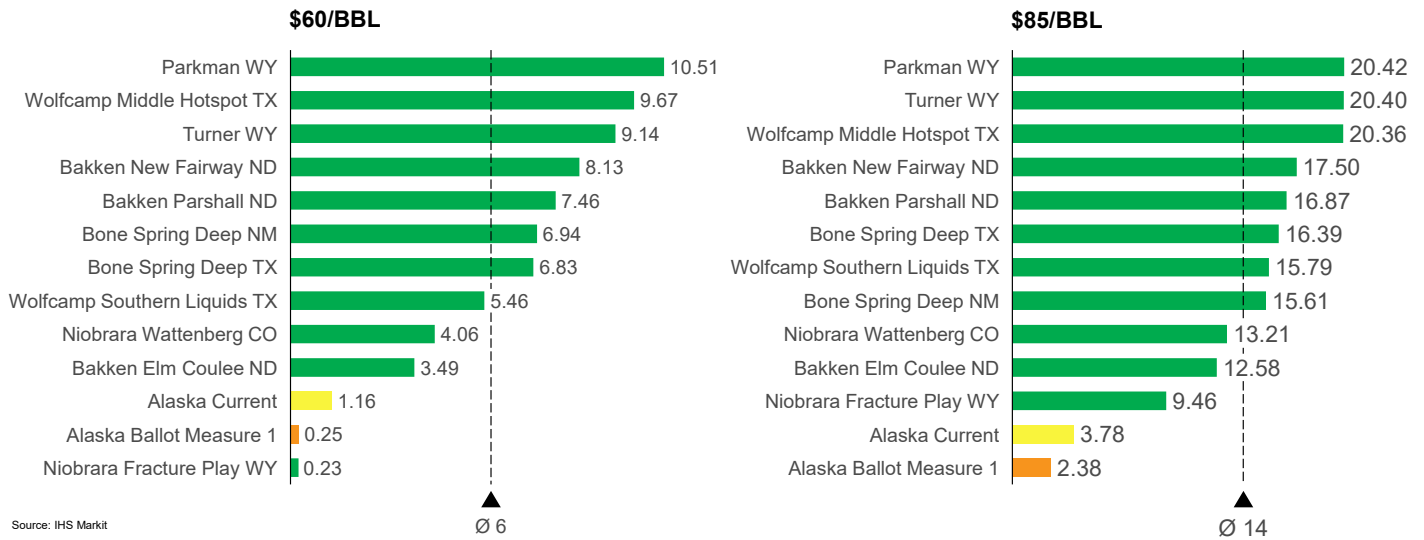 $60/BBL
Parkman WY 10.51
Wolfcamp Middle Hotspot TX 9.67
Turner WY 9.14
Bakken New Fairway ND 8.13
Bakken Parshall ND 7.46
Bone Spring Deep NM 6.94
Bone Spring Deep TX 6.83
Wolfcamp Southern Liquids TX 5.46
Niobrara Wattenberg CO 4.06
Bakken Elm Coulee ND 3.49
Alaska Current 1.16
Alaska Ballot Measure 1 0.25
Niobrara Fracture Play WY 0.23
Ø 6
$85/BBL
Parkman WY 20.42
Turner WY 20.40
Wolfcamp Middle Hotspot TX 20.36
Bakken New Fairway ND 17.50
Bakken Parshall ND 16.87
Bone Spring Deep TX 16.39
Wolfcamp Southern Liquids TX 15.79
Bone Spring Deep NM 15.61
Niobrara Wattenberg CO 13.21
Bakken Elm Coulee ND 12.58
Niobrara Fracture Play WY 9.46
Alaska Current 3.78
Alaska Ballot Measure 1 2.38
Ø 14
Source: IHS Markit